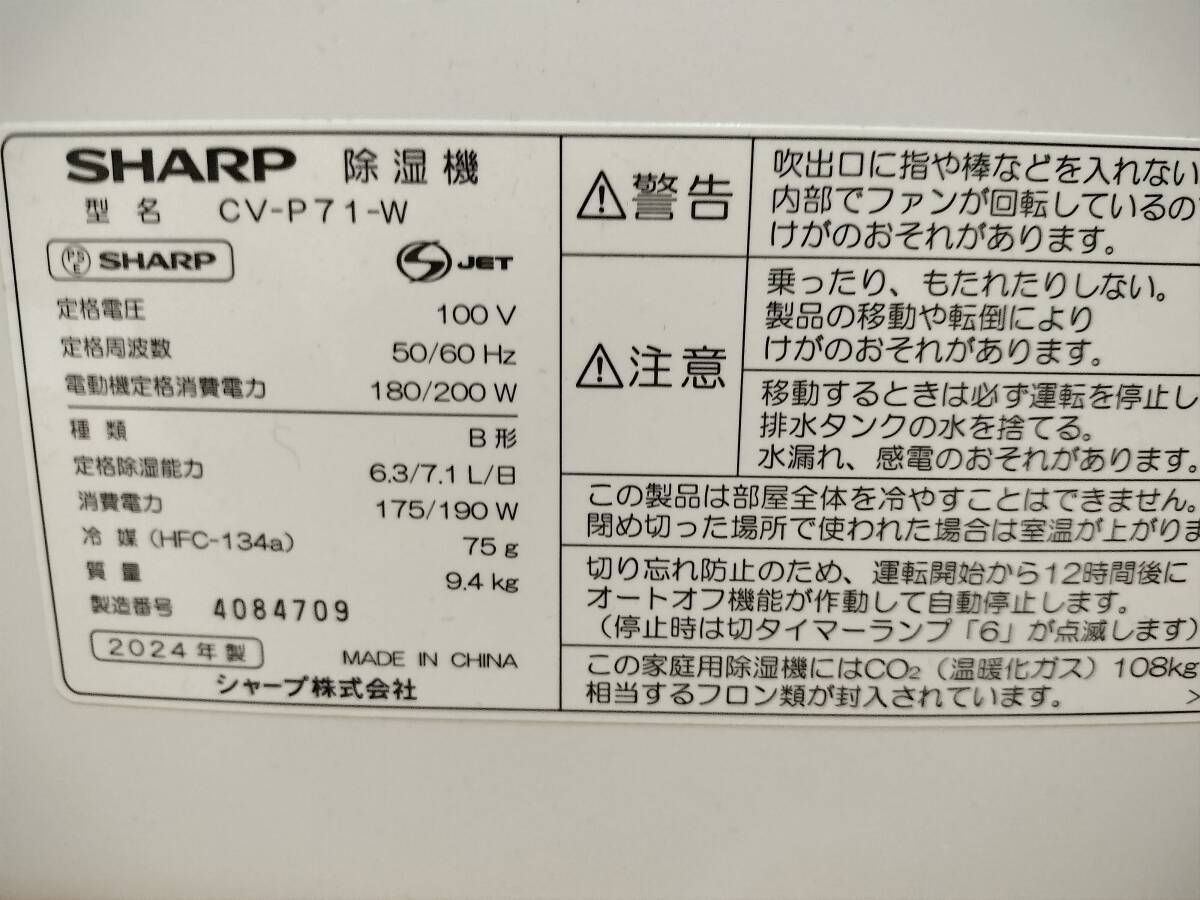 SHARP 除湿機
型名 CV-P71-W
PSE SHARP
S JET
定格電圧 100 V
定格周波数 50/60 Hz
電動機定格消費電力 180/200 W
種類 B 形
定格除湿能力 6.3/7.1 L/日
消費電力 175/190 W
冷媒(HFC-134a) 75 g
質量 9.4 kg
製造番号 4084709
2024年製
MADE IN CHINA
シャープ株式会社
⚠警告
吹出口に指や棒などを入れない
内部でファンが回転しているの
けがのおそれがあります。
⚠注意
乗ったり、もたれたりしない。
製品の移動や転倒により
けがのおそれがあります。
移動するときは必ず運転を停止し
排水タンクの水を捨てる。
水漏れ、感電のおそれがあります。
この製品は部屋全体を冷やすことはできません。
閉め切った場所で使われた場合は室温が上がりま
切り忘れ防止のため、運転開始から12時間後に
オートオフ機能が作動して自動停止します。
(停止時は切タイマーランプ「6」が点滅します)
この家庭用除湿機にはCO₂(温暖化ガス)108kg
相当するフロン類が封入されています。